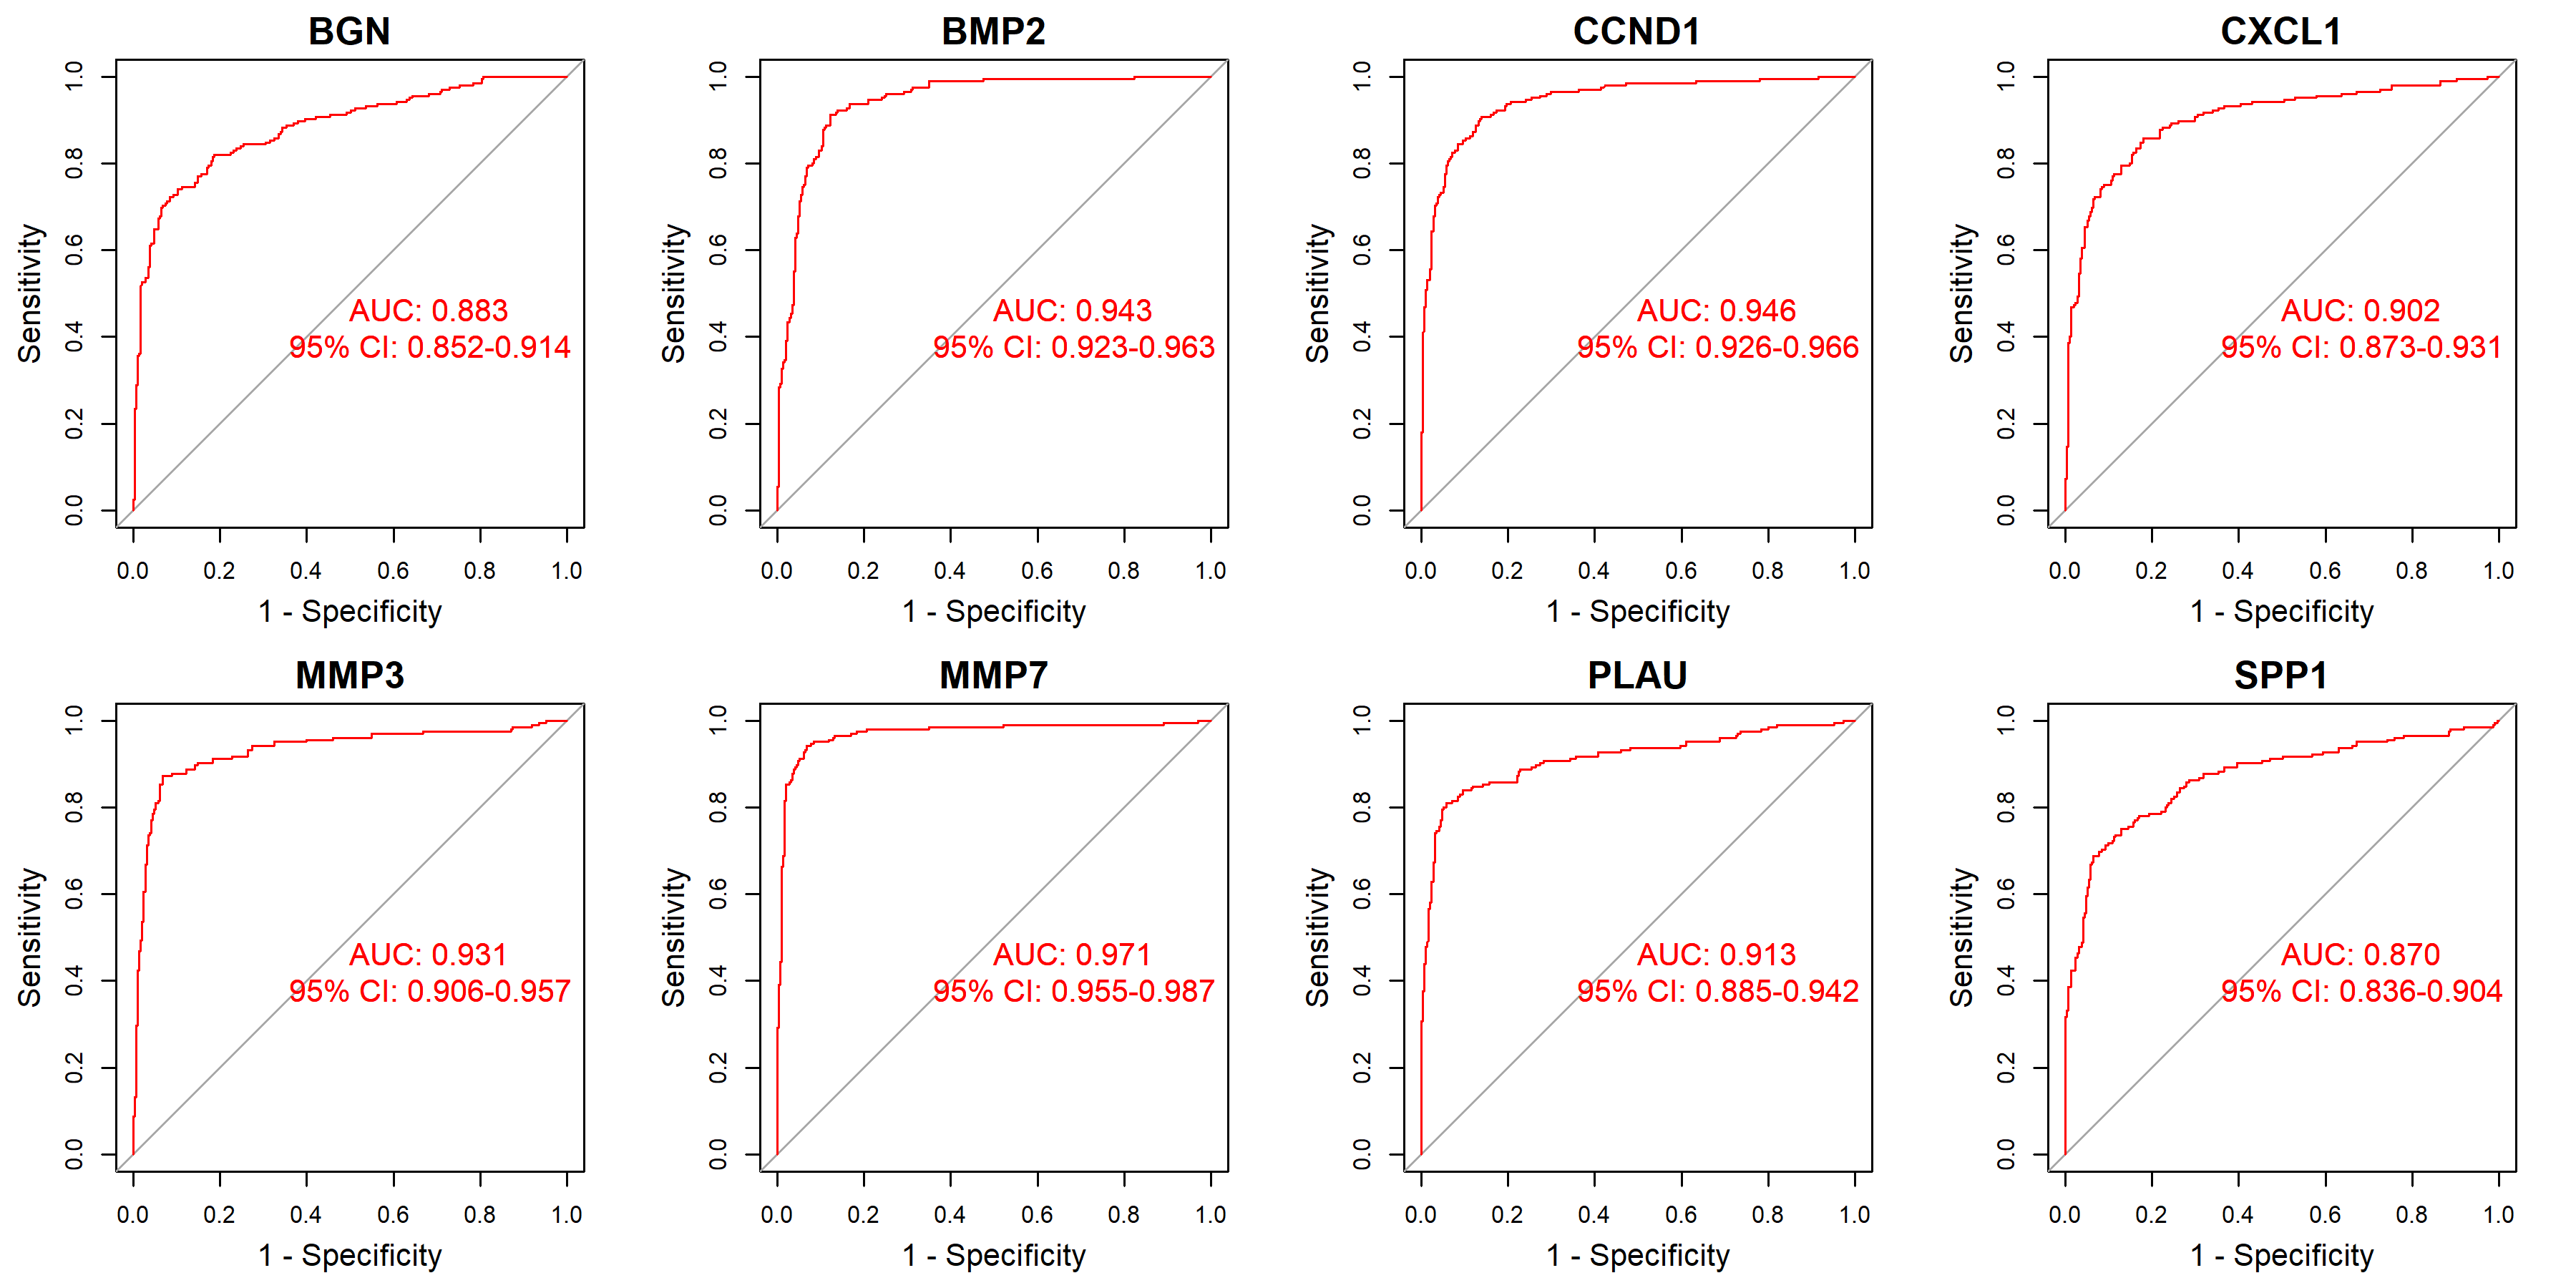 BGN
1.0
0.8
0.6
0.4
0.2
0.0
Sensitivity
AUC: 0.883
95% CI: 0.852-0.914
0.0 0.2 0.4 0.6 0.8 1.0
1 - Specificity
BMP2
1.0
0.8
0.6
0.4
0.2
0.0
Sensitivity
AUC: 0.943
95% CI: 0.923-0.963
0.0 0.2 0.4 0.6 0.8 1.0
1 - Specificity
CCND1
1.0
0.8
0.6
0.4
0.2
0.0
Sensitivity
AUC: 0.946
95% CI: 0.926-0.966
0.0 0.2 0.4 0.6 0.8 1.0
1 - Specificity
CXCL1
1.0
0.8
0.6
0.4
0.2
0.0
Sensitivity
AUC: 0.902
95% CI: 0.873-0.931
0.0 0.2 0.4 0.6 0.8 1.0
1 - Specificity
MMP3
1.0
0.8
0.6
0.4
0.2
0.0
Sensitivity
AUC: 0.931
95% CI: 0.906-0.957
0.0 0.2 0.4 0.6 0.8 1.0
1 - Specificity
MMP7
1.0
0.8
0.6
0.4
0.2
0.0
Sensitivity
AUC: 0.971
95% CI: 0.955-0.987
0.0 0.2 0.4 0.6 0.8 1.0
1 - Specificity
PLAU
1.0
0.8
0.6
0.4
0.2
0.0
Sensitivity
AUC: 0.913
95% CI: 0.885-0.942
0.0 0.2 0.4 0.6 0.8 1.0
1 - Specificity
SPP1
1.0
0.8
0.6
0.4
0.2
0.0
Sensitivity
AUC: 0.870
95% CI: 0.836-0.904
0.0 0.2 0.4 0.6 0.8 1.0
1 - Specificity